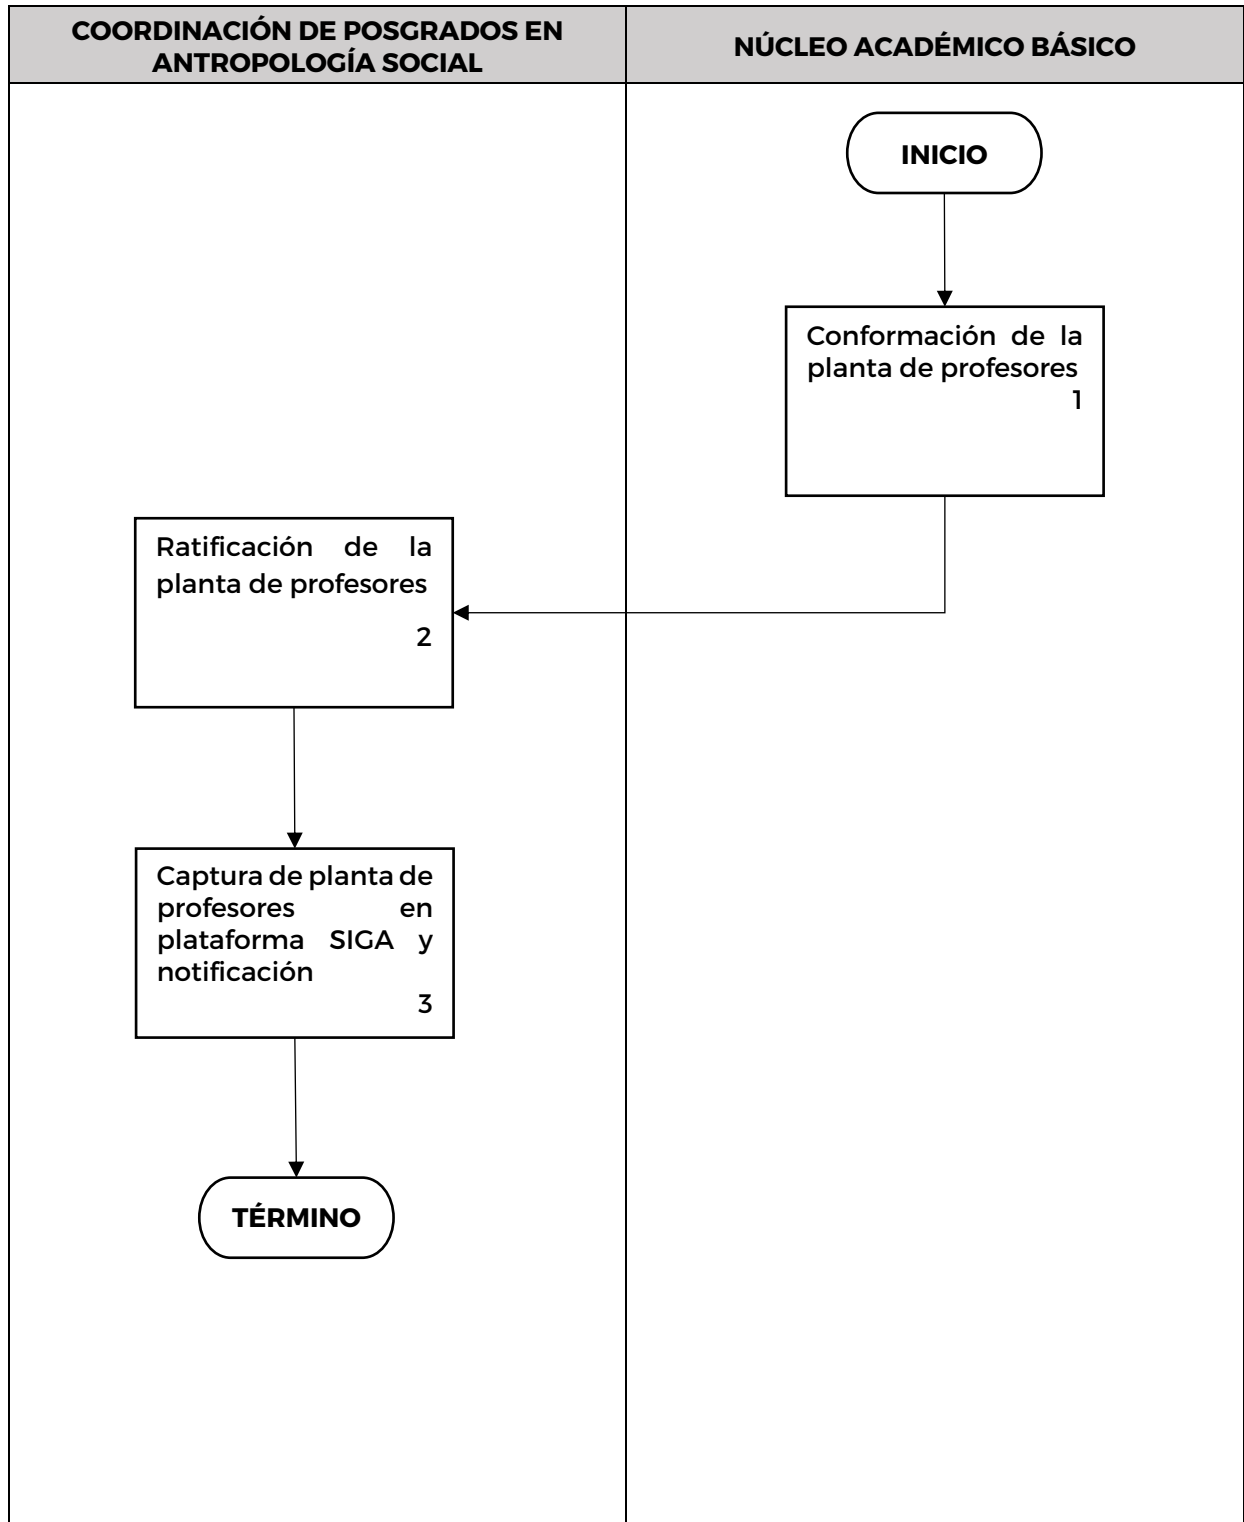 COORDINACIÓN DE POSGRADOS EN
ANTROPOLOGÍA SOCIAL
NÚCLEO ACADÉMICO BÁSICO
INICIO
Conformación de la
planta de profesores
1
Ratificación de la
planta de profesores
2
Captura de planta de
profesores en
plataforma SIGA y
notificación
3
TÉRMINO